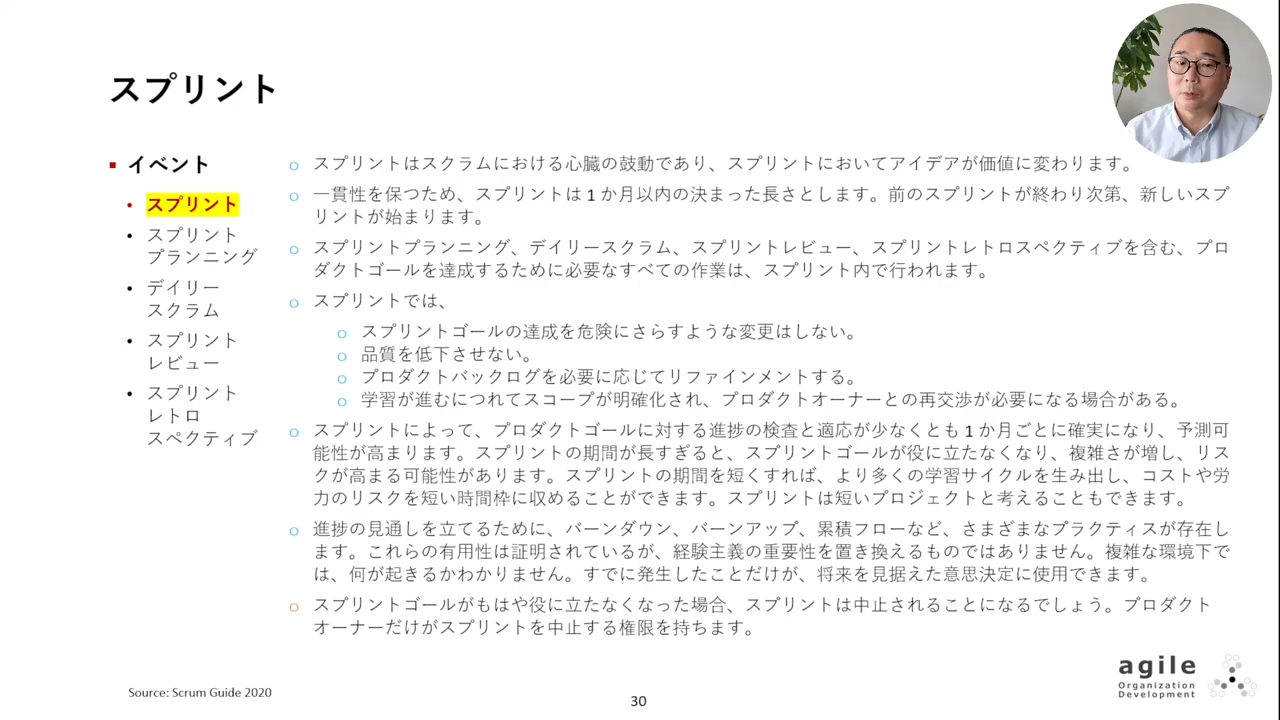 スプリント
イベント
スプリント
スプリント
プランニング
デイリー
スクラム
スプリント
レビュー
スプリント
レトロ
スペクティブ
スプリントはスクラムにおける心臓の鼓動であり、スプリントにおいてアイデアが価値に変わります。
一貫性を保つため、スプリントは 1 か月以内の決まった長さとします。前のスプリントが終わり次第、新しいスプ
リントが始まります。
スプリントプランニング、デイリースクラム、スプリントレビュー、スプリントレトロスペクティブを含む、プロ
ダクトゴールを達成するために必要なすべての作業は、スプリント内で行われます。
スプリントでは、
スプリントゴールの達成を危険にさらすような変更はしない。
品質を低下させない。
プロダクトバックログを必要に応じてリファインメントする。
学習が進むにつれてスコープが明確化され、プロダクトオーナーとの再交渉が必要になる場合がある。
スプリントによって、プロダクトゴールに対する進捗の検査と適応が少なくとも 1 か月ごとに確実になり、予測可
能性が高まります。スプリントの期間が長すぎると、スプリントゴールが役に立たなくなり、複雑さが増し、リス
クが高まる可能性があります。スプリントの期間を短くすれば、より多くの学習サイクルを生み出し、コストや労
力のリスクを短い時間枠に収めることができます。スプリントは短いプロジェクトと考えることもできます。
進捗の見通しを立てるために、バーンダウン、バーンアップ、累積フローなど、さまざまなプラクティスが存在し
ます。これらの有用性は証明されているが、経験主義の重要性を置き換えるものではありません。複雑な環境下で
は、何が起きるかわかりません。すでに発生したことだけが、将来を見据えた意思決定に使用できます。
スプリントゴールがもはや役に立たなくなった場合、スプリントは中止されることになるでしょう。プロダクト
オーナーだけがスプリントを中止する権限を持ちます。
Source: Scrum Guide 2020
30
agile
Organization
Development